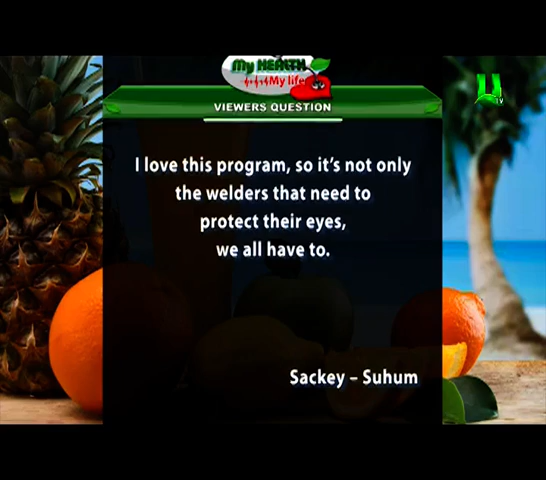 My HEALTH
My life
VIEWERS QUESTION
U
TV
I love this program, so it's not only
the welders that need to
protect their eyes,
we all have to.
Sackey – Suhum